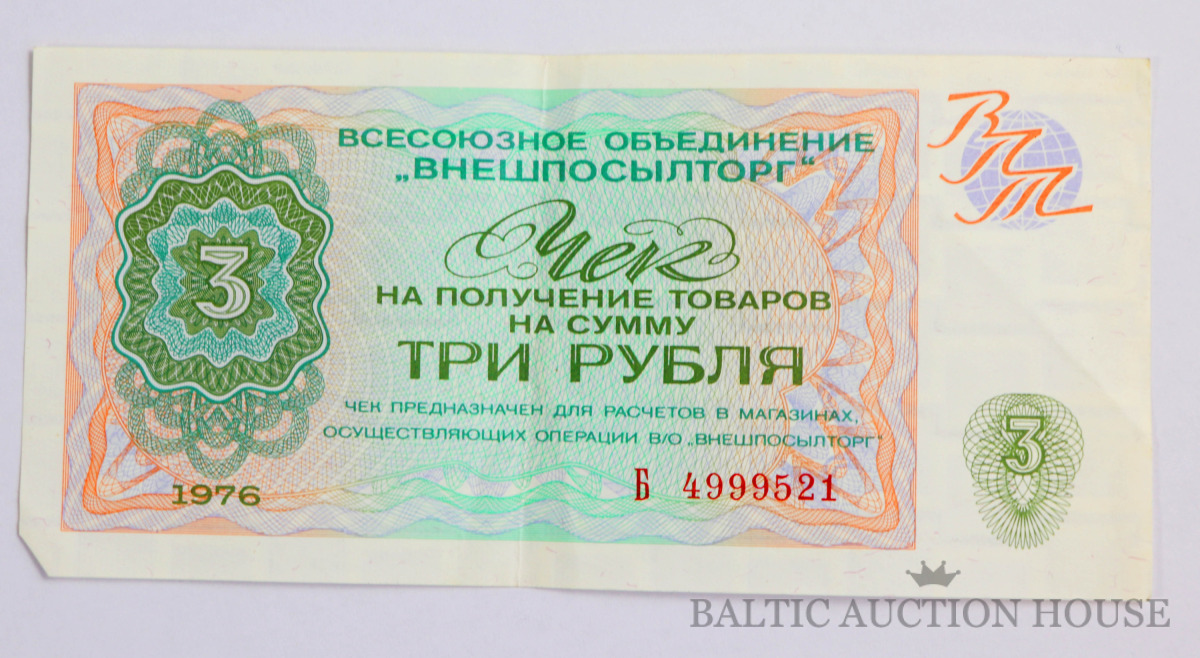 ВСЕСОЮЗНОЕ ОБЪЕДИНЕНИЕ
„ВНЕШПОСЫЛТОРГ“
ВПТ
Чек
НА ПОЛУЧЕНИЕ ТОВАРОВ
НА СУММУ
ТРИ РУБЛЯ
3
ЧЕК ПРЕДНАЗНАЧЕН ДЛЯ РАСЧЕТОВ В МАГАЗИНАХ,
ОСУЩЕСТВЛЯЮЩИХ ОПЕРАЦИИ В/О „ВНЕШПОСЫЛТОРГ“
3
1976
Б 4999521
BALTIC AUCTION HOUSE